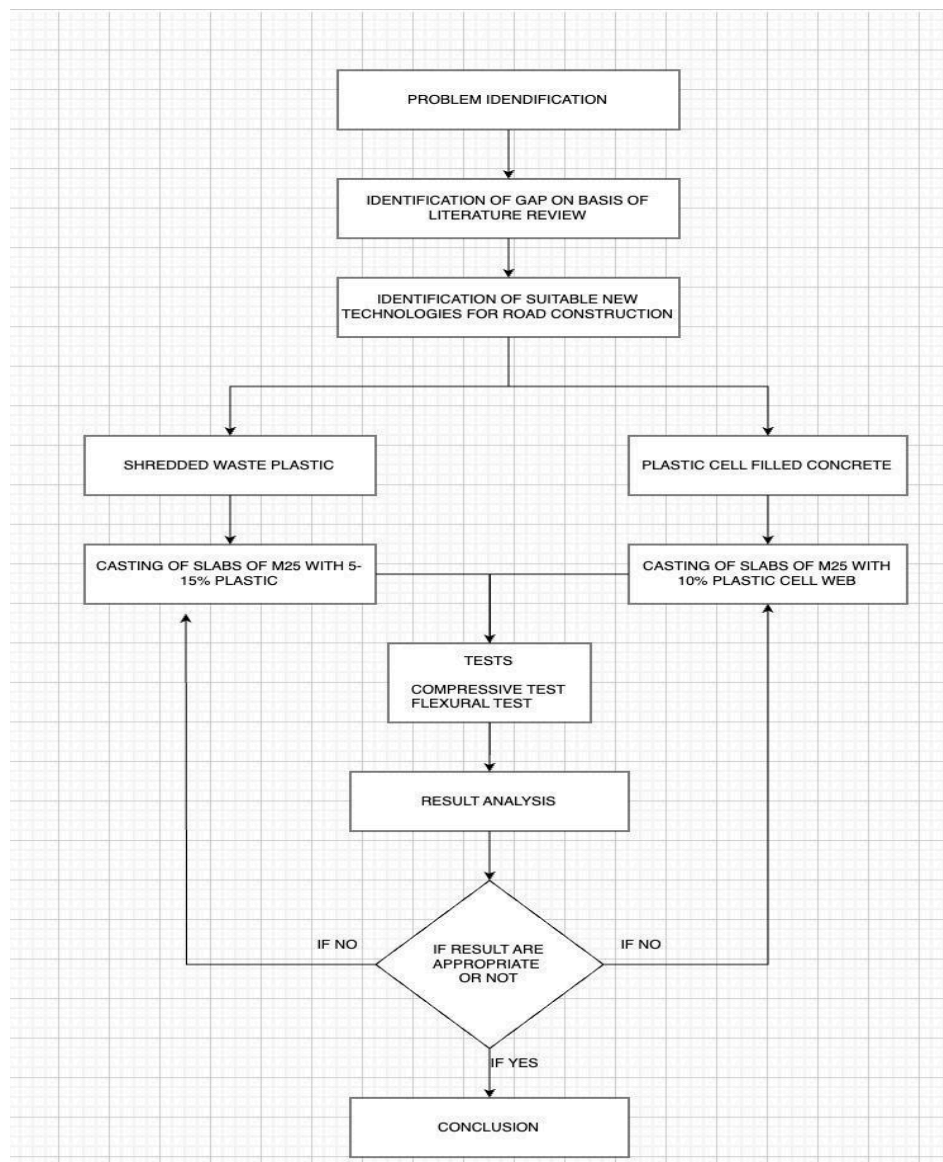 PROBLEM IDENDIFICATION
IDENTIFICATION OF GAP ON BASIS OF
LITERATURE REVIEW
IDENTIFICATION OF SUITABLE NEW
TECHNOLOGIES FOR ROAD CONSTRUCTION
SHREDDED WASTE PLASTIC
PLASTIC CELL FILLED CONCRETE
CASTING OF SLABS OF M25 WITH 5-
15% PLASTIC
CASTING OF SLABS OF M25 WITH
10% PLASTIC CELL WEB
TESTS
COMPRESSIVE TEST
FLEXURAL TEST
RESULT ANALYSIS
IF NO
IF RESULT ARE
APPROPRIATE
OR NOT
IF NO
IF YES
CONCLUSION